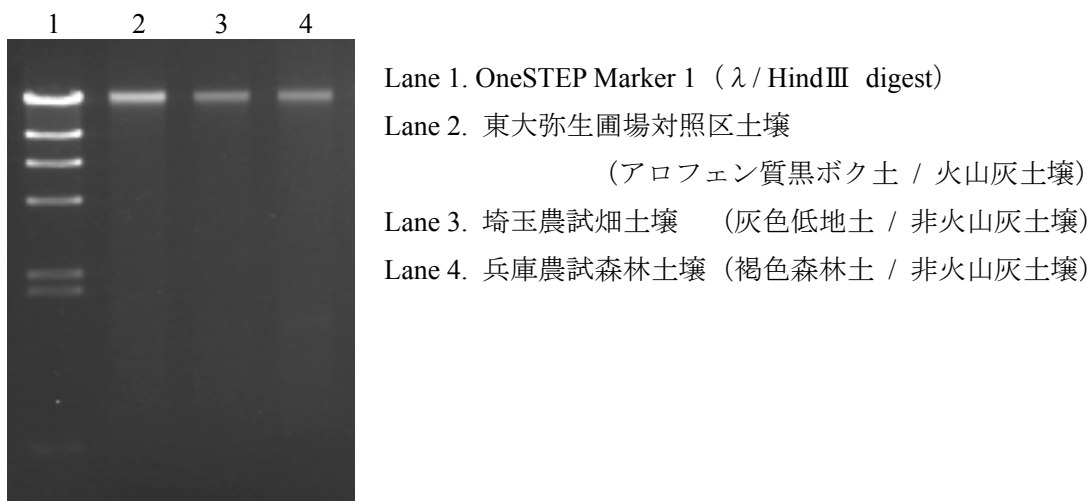 1 2 3 4
Lane 1. OneSTEP Marker 1（λ/ HindⅢ digest）
Lane 2. 東大弥生圃場対照区土壌
（アロフェン質黒ボク土 / 火山灰土壌）
Lane 3. 埼玉農試畑土壌 （灰色低地土 / 非火山灰土壌）
Lane 4. 兵庫農試森林土壌（褐色森林土 / 非火山灰土壌）